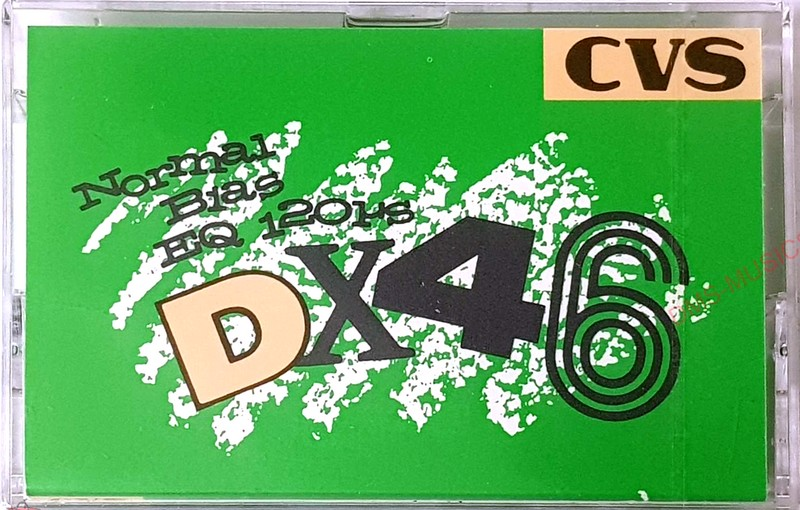 CVS
Normal
Bias
EQ 120µs
DX46